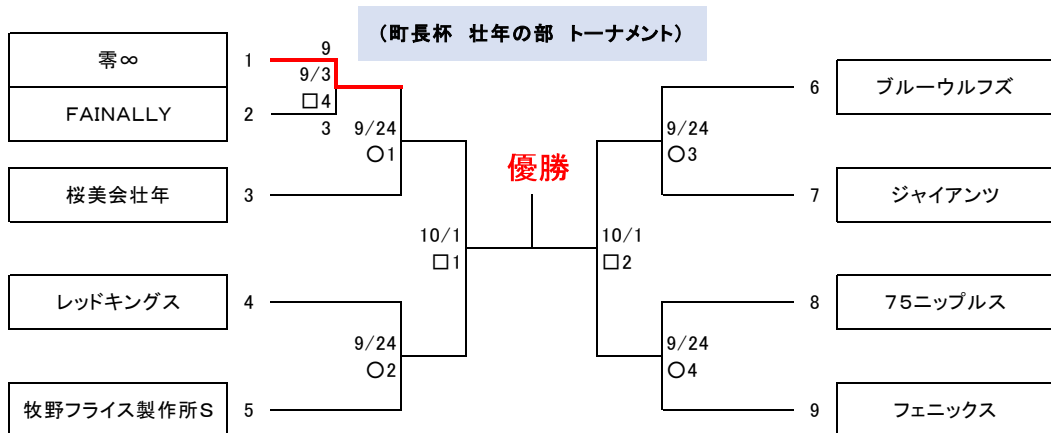 (町長杯 壮年の部 トーナメント)
零∞
1
9
9/3
□4
FAINALLY
2
3
9/24
○1
桜美会壮年
3
10/1
□1
レッドキングス
4
9/24
○2
牧野フライス製作所S
5
優勝
6
ブルーウルフズ
9/24
○3
7
ジャイアンツ
10/1
□2
8
75ニップルス
9/24
○4
9
フェニックス